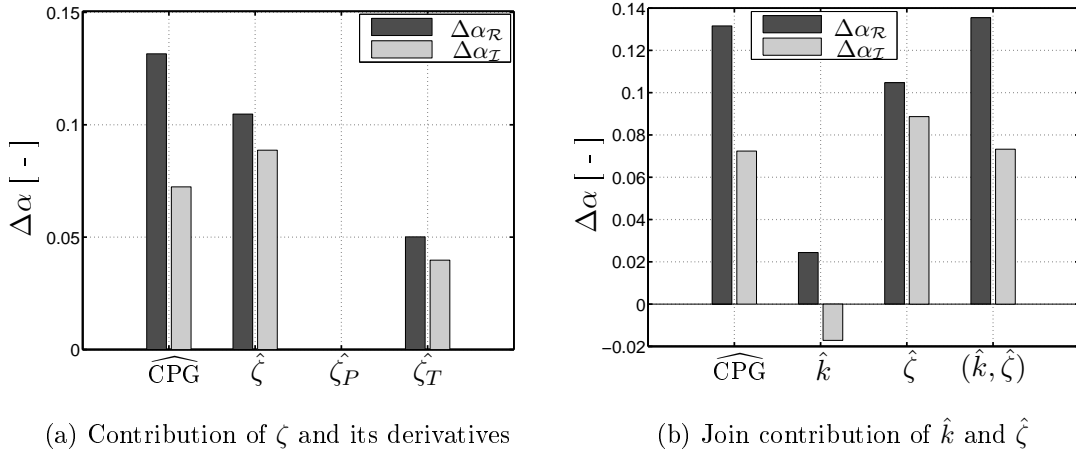 0.15
0.1
0.05
0
Δα [ - ]
Δα_ℛ
Δα_ℐ
\widehat{CPG}
ζ̂
ζ̂_P
ζ̂_T
(a) Contribution of ζ and its derivatives
0.14
0.12
0.1
0.08
0.06
0.04
0.02
0
−0.02
Δα [ - ]
Δα_ℛ
Δα_ℐ
\widehat{CPG}
k̂
ζ̂
(k̂, ζ̂)
(b) Join contribution of k̂ and ζ̂